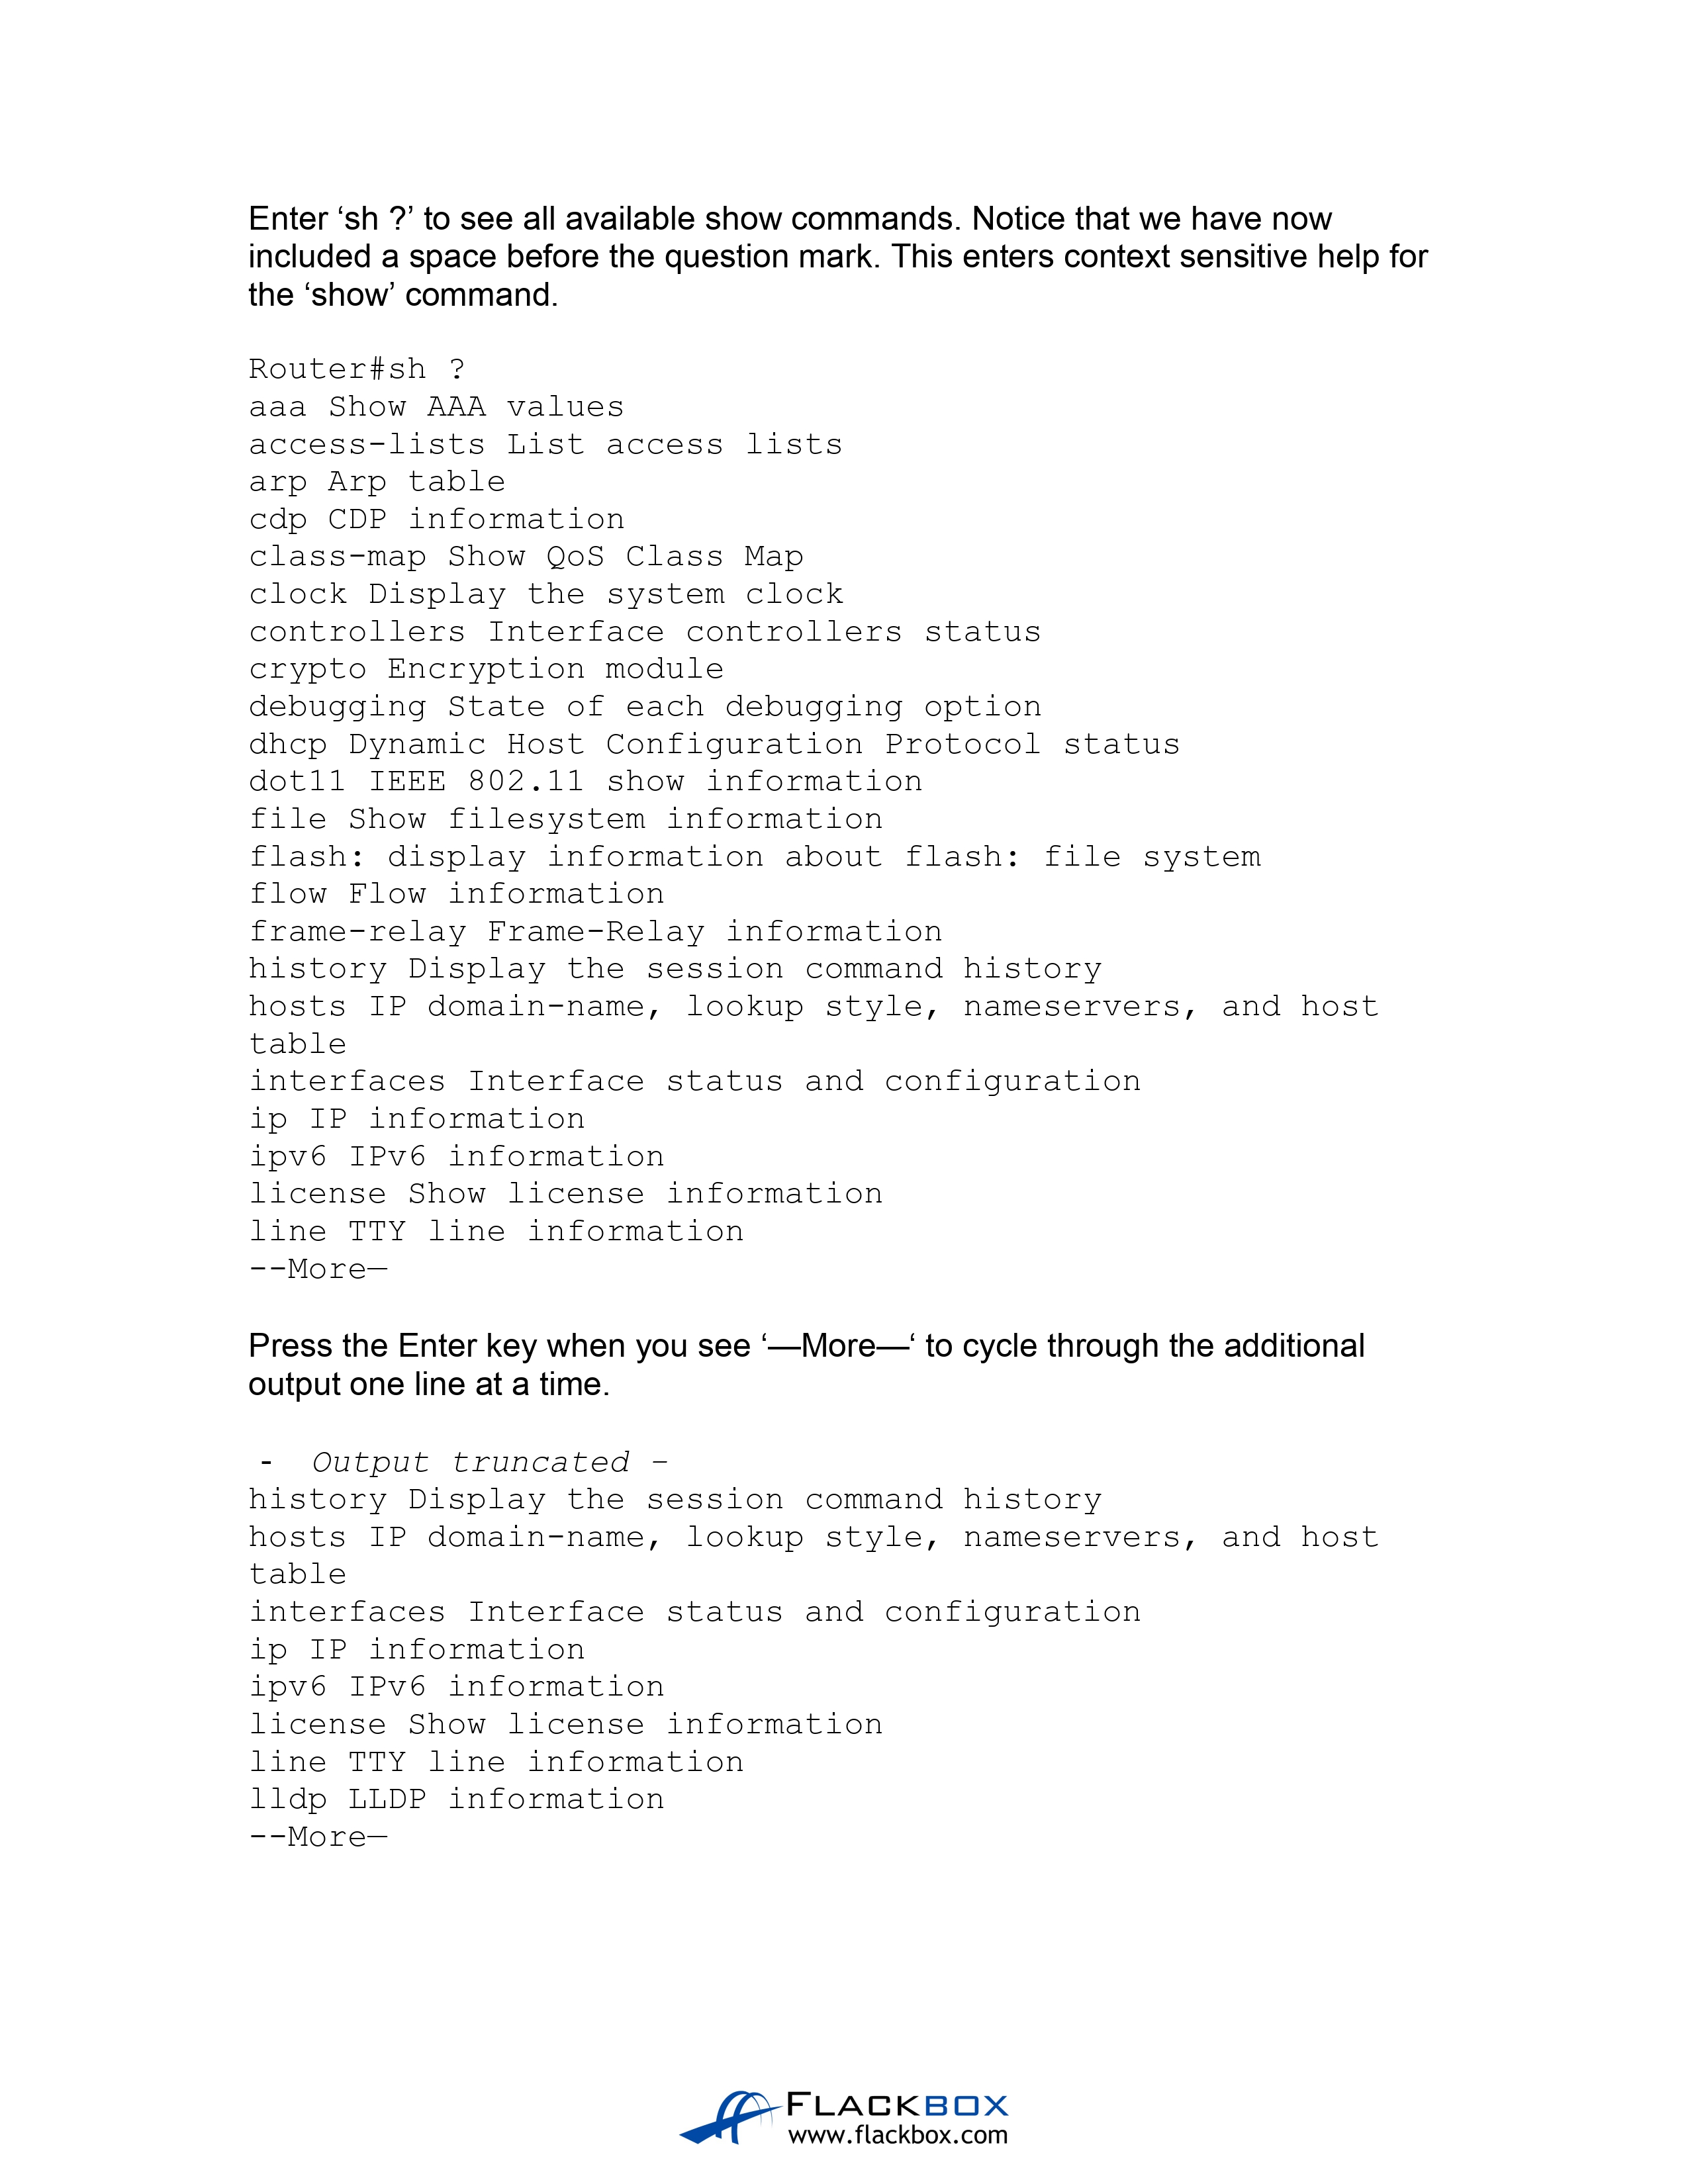 Enter ‘sh ?’ to see all available show commands. Notice that we have now
included a space before the question mark. This enters context sensitive help for
the ‘show’ command.
Router#sh ?
aaa Show AAA values
access-lists List access lists
arp Arp table
cdp CDP information
class-map Show QoS Class Map
clock Display the system clock
controllers Interface controllers status
crypto Encryption module
debugging State of each debugging option
dhcp Dynamic Host Configuration Protocol status
dot11 IEEE 802.11 show information
file Show filesystem information
flash: display information about flash: file system
flow Flow information
frame-relay Frame-Relay information
history Display the session command history
hosts IP domain-name, lookup style, nameservers, and host
table
interfaces Interface status and configuration
ip IP information
ipv6 IPv6 information
license Show license information
line TTY line information
--More—
Press the Enter key when you see ‘—More—‘ to cycle through the additional
output one line at a time.
- Output truncated –
history Display the session command history
hosts IP domain-name, lookup style, nameservers, and host
table
interfaces Interface status and configuration
ip IP information
ipv6 IPv6 information
license Show license information
line TTY line information
lldp LLDP information
--More—
FLACKBOX
www.flackbox.com